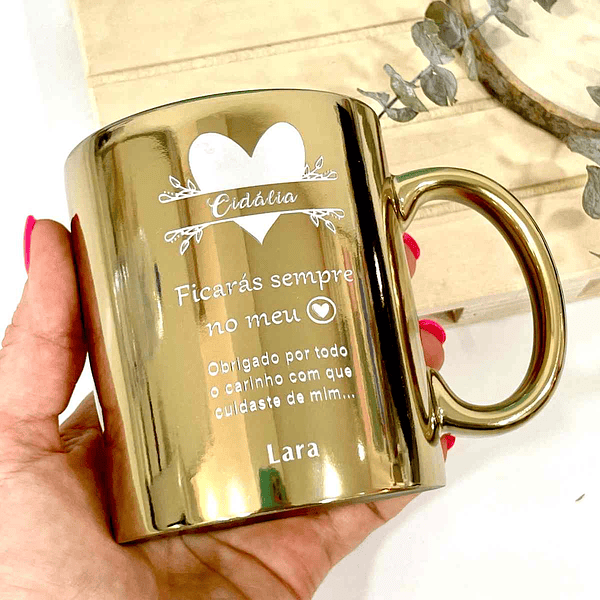 Cidália
Ficarás sempre
no meu
Obrigado por todo
o carinho com que
cuidaste de mim...
Lara